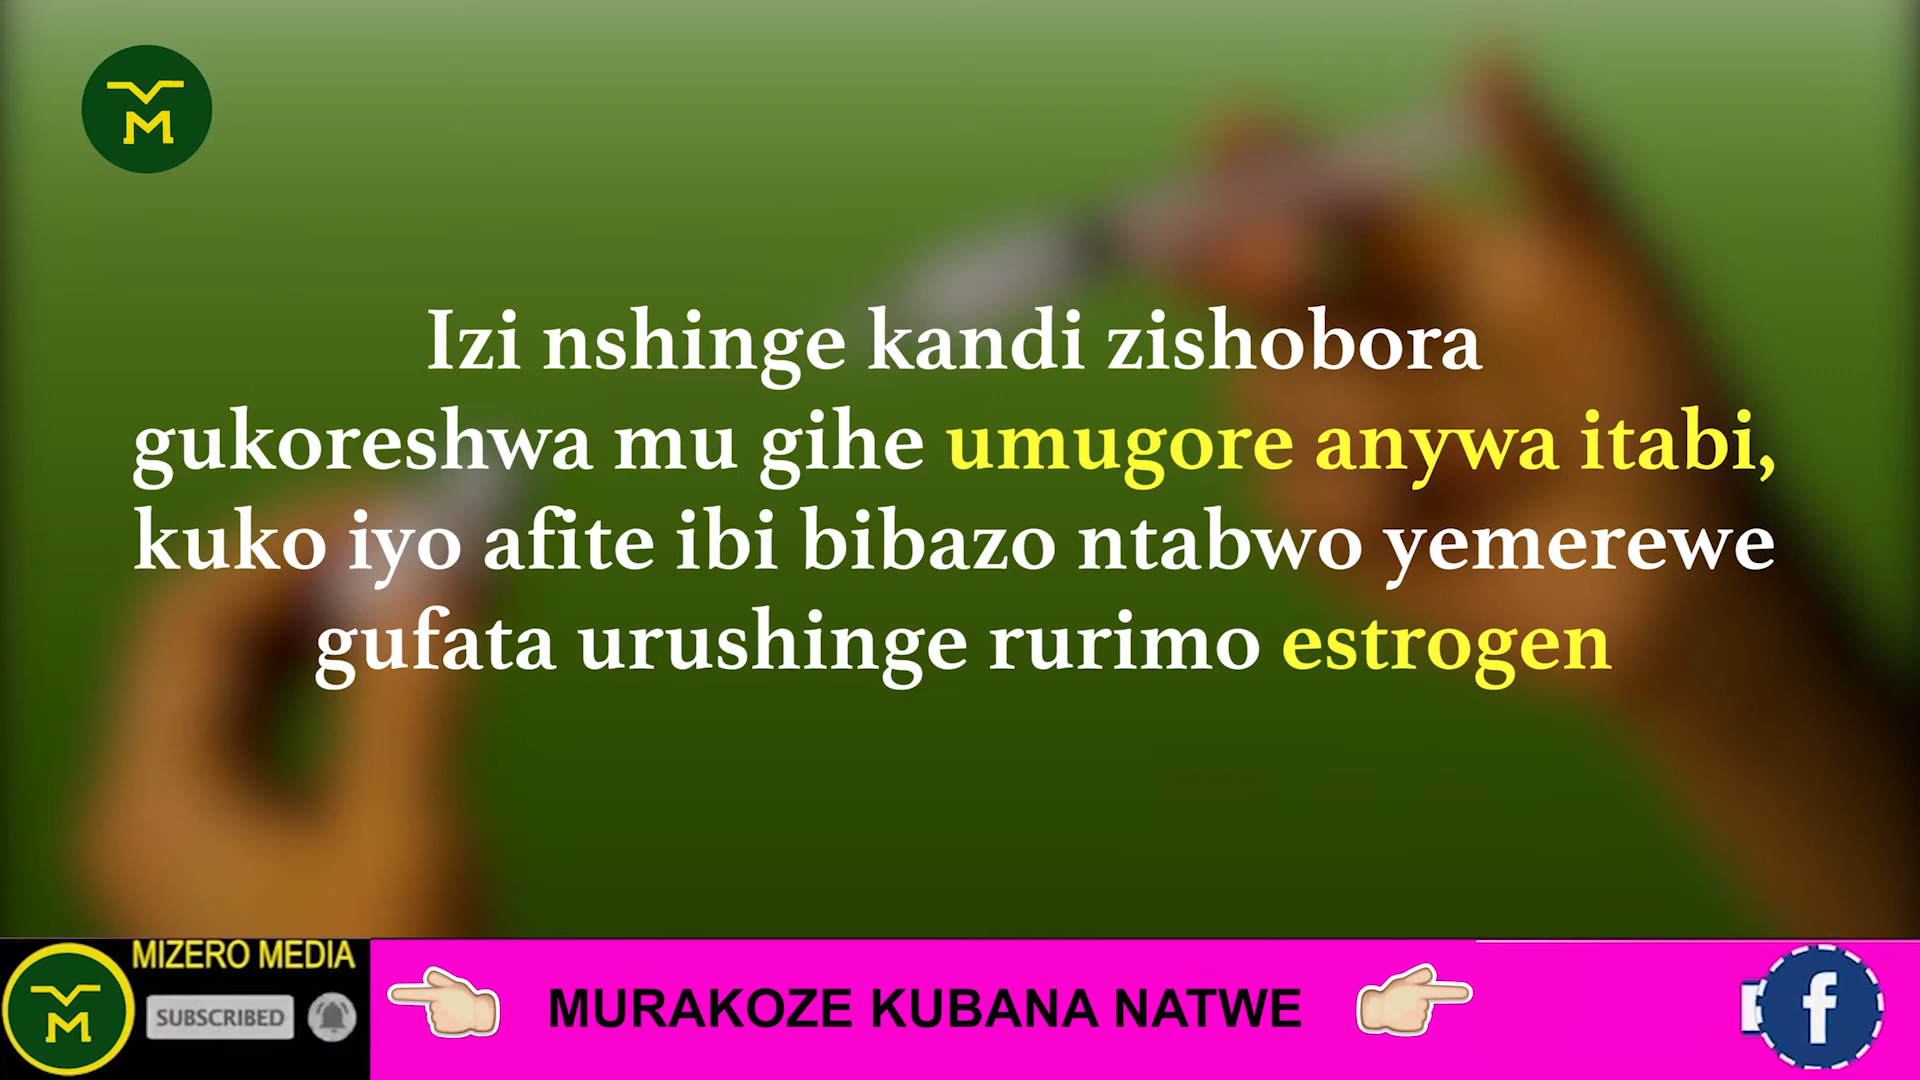 Izi nshinge kandi zishobora
gukoreshwa mu gihe umugore anywa itabi,
kuko iyo afite ibi bibazo ntabwo yemerewe
gufata urushinge rurimo estrogen
MIZERO MEDIA
M
SUBSCRIBED
MURAKOZE KUBANA NATWE
f